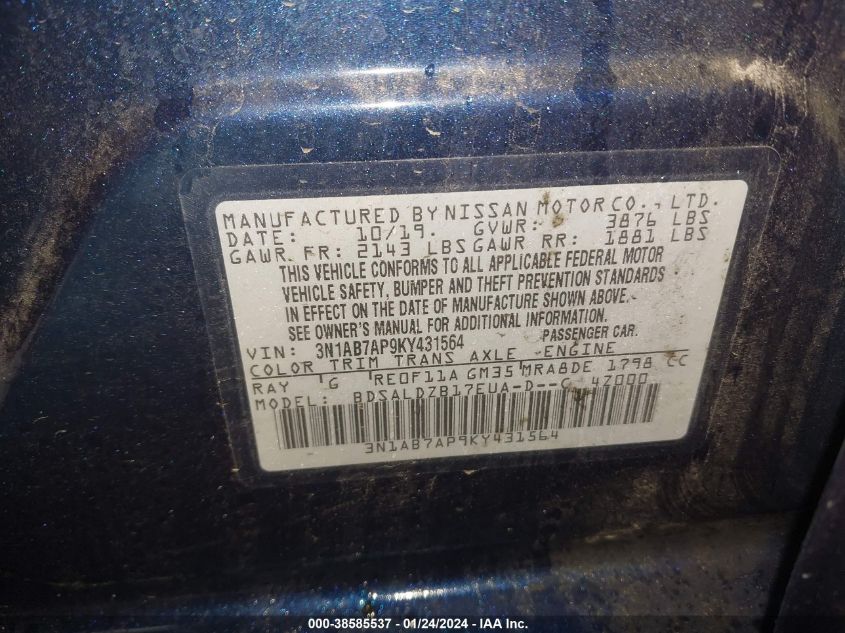 MANUFACTURED BY NISSAN MOTOR CO., LTD.
DATE: 10/19. GVWR: 3876 LBS
GAWR FR: 2143 LBS GAWR RR: 1881 LBS
THIS VEHICLE CONFORMS TO ALL APPLICABLE FEDERAL MOTOR
VEHICLE SAFETY, BUMPER AND THEFT PREVENTION STANDARDS
IN EFFECT ON THE DATE OF MANUFACTURE SHOWN ABOVE.
SEE OWNER'S MANUAL FOR ADDITIONAL INFORMATION.
VIN: 3N1AB7AP9KY431564 PASSENGER CAR.
COLOR TRIM TRANS AXLE ENGINE
RAY G RE0F11A GM35 MRA8DE 1798 CC
MODEL: BDSALDZB17EUA-D--C 4Z000
3N1AB7AP9KY431564
000-38585537 - 01/24/2024 - IAA Inc.